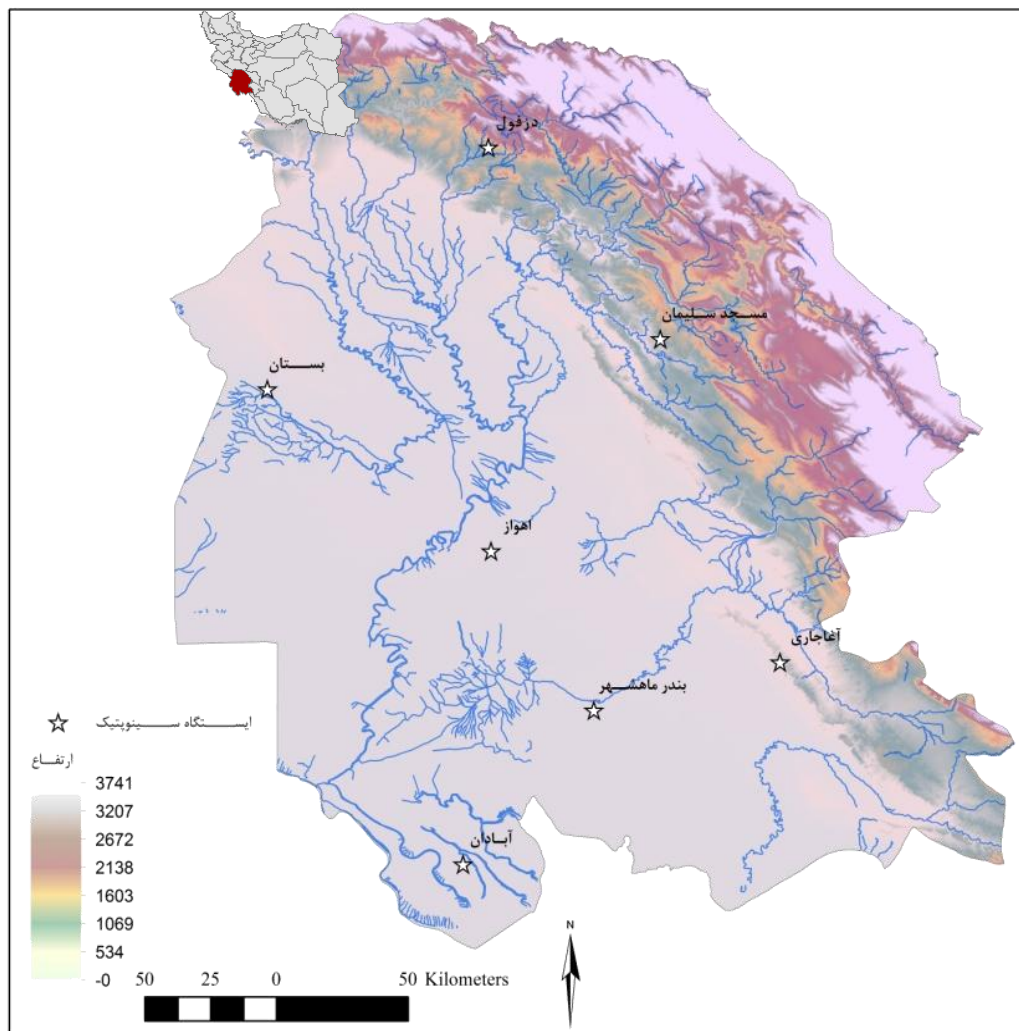 دزفول
مسجد سلیمان
بستان
اهواز
آغاجاری
بندر ماهشهر
ایستگاه سینوپتیک
ارتفاع
3741
3207
2672
2138
1603
1069
534
-0
آبادان
N
50 25 0 50 Kilometers